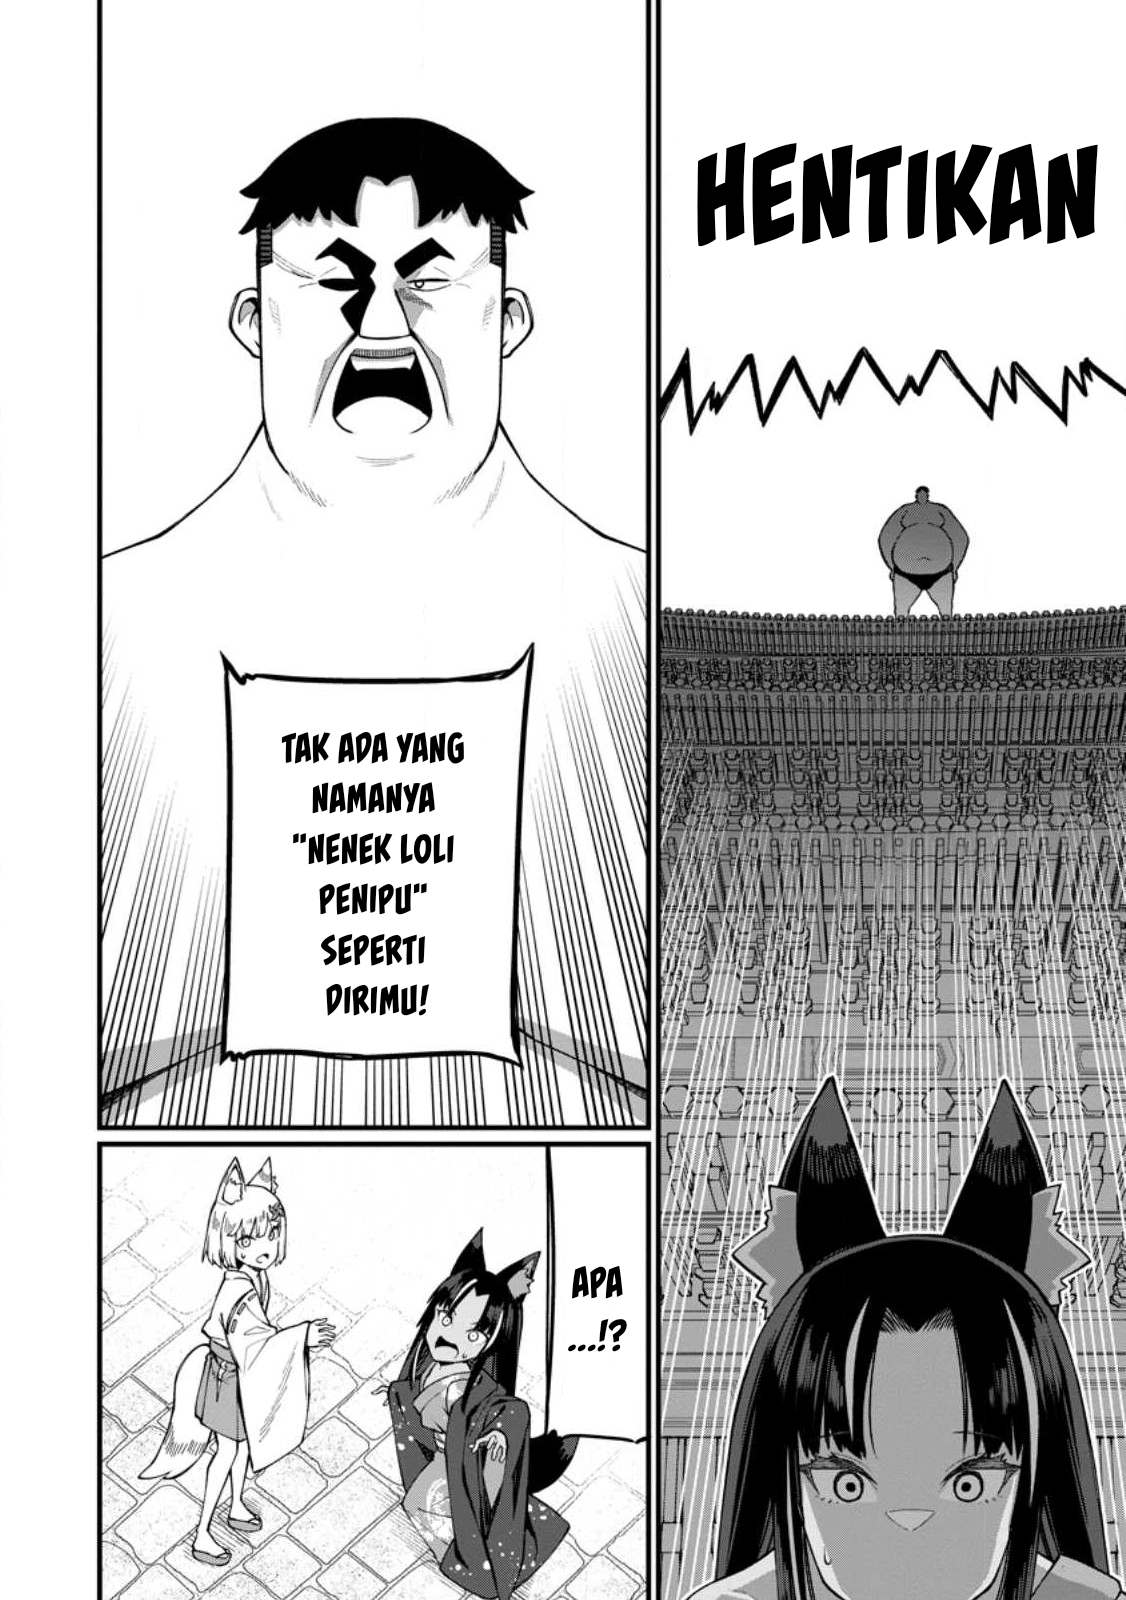 HENTIKAN
TAK ADA YANG
NAMANYA
"NENEK LOLI
PENIPU"
SEPERTI
DIRIMU!
APA
....!?